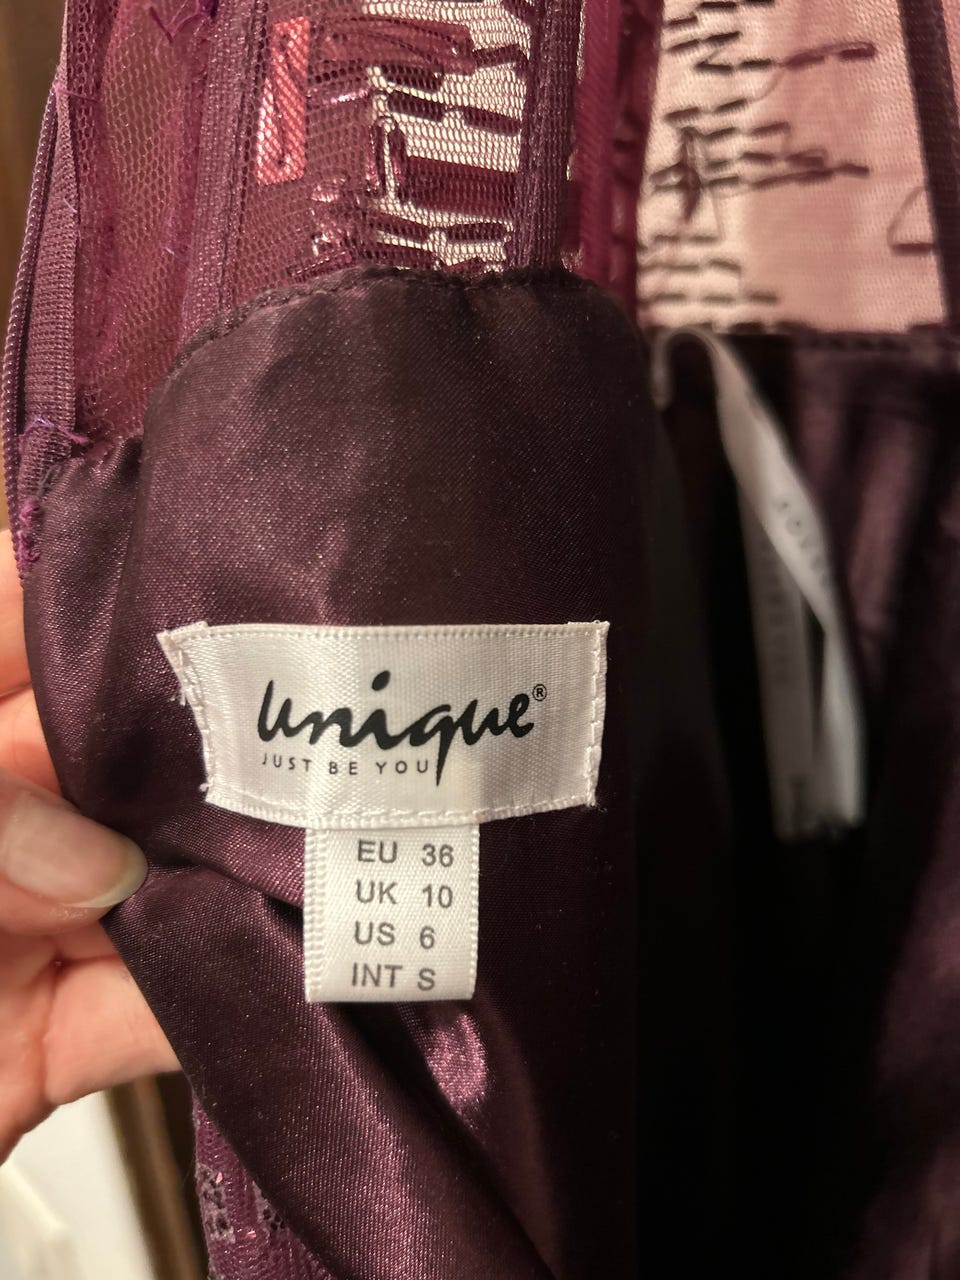 unique®
JUST BE YOU
EU 36
UK 10
US 6
INT S